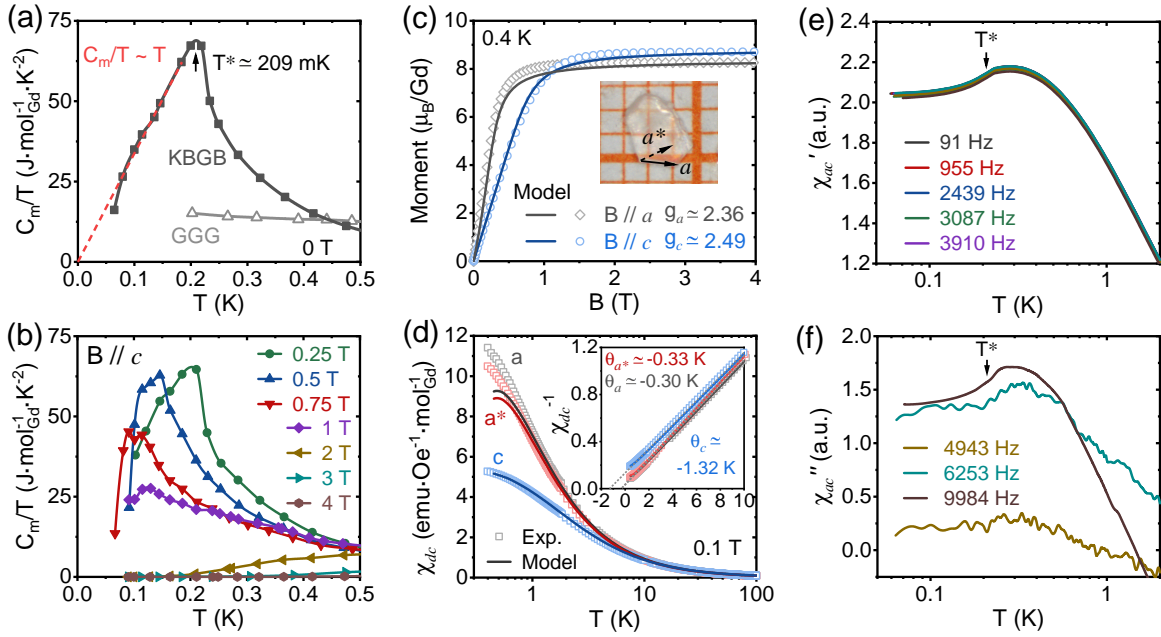 (a)
C_m/T (J·mol_Gd^-1·K^-2)
75
50
25
0
C_m/T ~ T
T* ≃ 209 mK
KBGB
GGG
0 T
0.0 0.1 0.2 0.3 0.4 0.5
T (K)
(b)
B // c
C_m/T (J·mol_Gd^-1·K^-2)
75
50
25
0
0.25 T
0.5 T
0.75 T
1 T
2 T
3 T
4 T
0.0 0.1 0.2 0.3 0.4 0.5
T (K)
(c)
0.4 K
Moment (μ_B/Gd)
10
8
6
4
2
0
a*
a
Model
B // a g_a ≃ 2.36
B // c g_c ≃ 2.49
0 1 2 3 4
B (T)
(d)
χ_dc (emu·Oe^-1·mol_Gd^-1)
12
10
8
6
4
2
0
a
a*
c
θ_a* ≃ -0.33 K
θ_a ≃ -0.30 K
θ_c ≃
-1.32 K
χ_dc^-1
1.2
0.8
0.4
0.0
0 2 4 6 8 10
Exp.
Model
0.1 T
1 10 100
T (K)
(e)
T*
χ_ac′ (a.u.)
2.4
2.2
2.0
1.8
1.6
1.4
1.2
91 Hz
955 Hz
2439 Hz
3087 Hz
3910 Hz
0.1 1
T (K)
(f)
T*
χ_ac″ (a.u.)
2.0
1.5
1.0
0.5
0.0
4943 Hz
6253 Hz
9984 Hz
0.1 1
T (K)